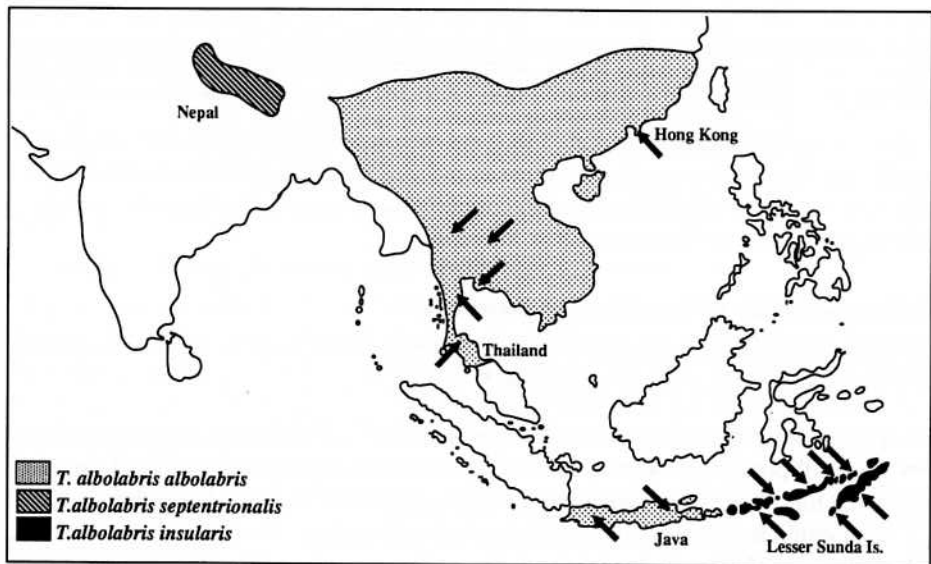 Nepal
Hong Kong
Thailand
T. albolabris albolabris
T.albolabris septentrionalis
T.albolabris insularis
Java
Lesser Sunda Is.